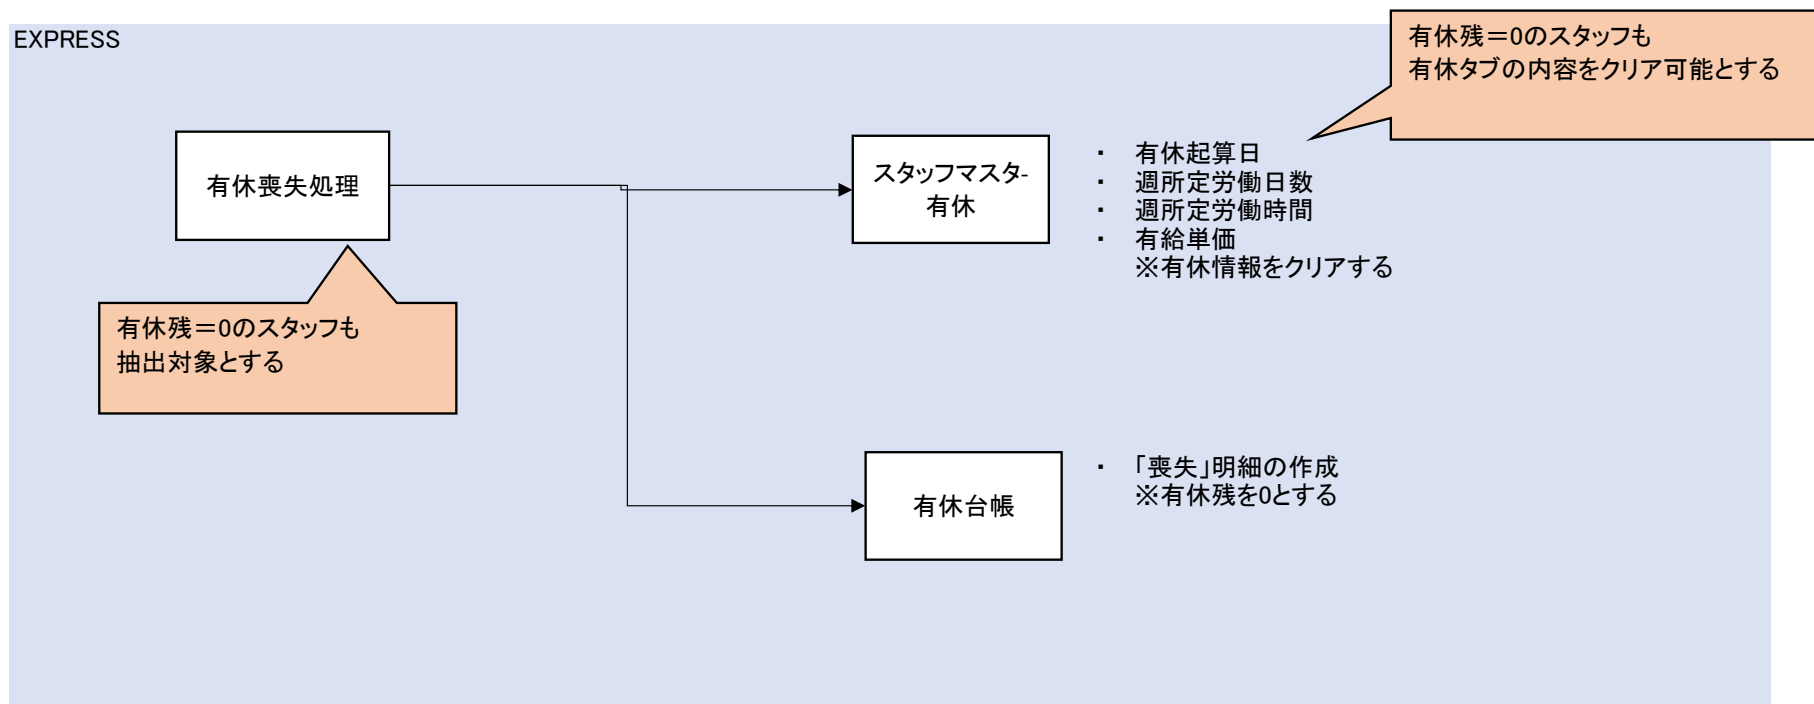 EXPRESS
有休残＝0のスタッフも
有休タブの内容をクリア可能とする
有休喪失処理
スタッフマスタ-
有休
・ 有休起算日
・ 週所定労働日数
・ 週所定労働時間
・ 有給単価
※有休情報をクリアする
有休残＝0のスタッフも
抽出対象とする
有休台帳
・ 「喪失」明細の作成
※有休残を0とする